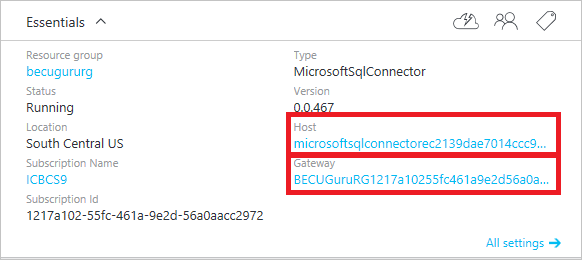 Essentials
Resource group
becugururg
Status
Running
Location
South Central US
Subscription Name
ICBCS9
Subscription Id
1217a102-55fc-461a-9e2d-56a0aacc2972
Type
MicrosoftSqlConnector
Version
0.0.467
Host
microsoftsqlconnectorec2139dae7014ccc9...
Gateway
BECUGuruRG1217a10255fc461a9e2d56a0a...
All settings